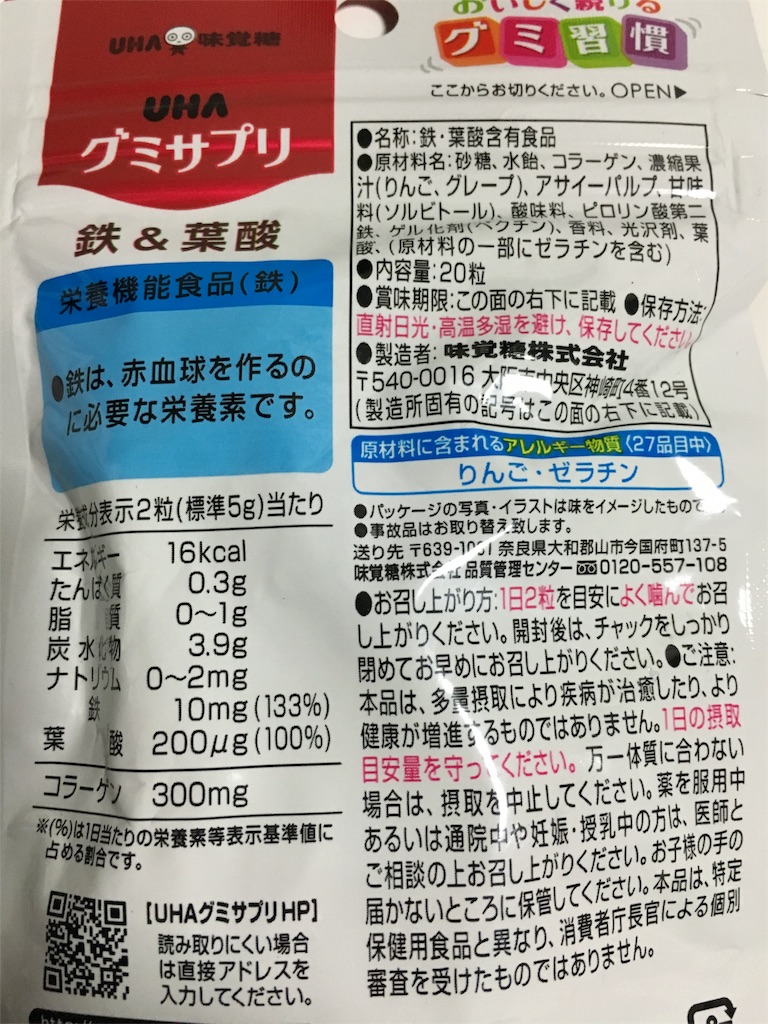 UHA 味覚糖
UHA
グミサプリ
鉄&葉酸
栄養機能食品(鉄)
●鉄は、赤血球を作るの
に必要な栄養素です。
栄養成分表示2粒(標準5g)当たり
エネルギー 16kcal
たんぱく質 0.3g
脂質 0〜1g
炭水化物 3.9g
ナトリウム 0〜2mg
鉄 10mg(133%)
葉酸 200μg(100%)
コラーゲン 300mg
※(%)は1日当たりの栄養素等表示基準値に
占める割合です。
【UHAグミサプリHP】
読み取りにくい場合
は直接アドレスを
入力してください。
おいしく続ける
グミ習慣
ここからお切りください。OPEN▶
●名称:鉄・葉酸含有食品
●原材料名:砂糖、水飴、コラーゲン、濃縮果
汁(りんご、グレープ)、アサイーパルプ、甘味
料(ソルビトール)、酸味料、ピロリン酸第二
鉄、ゲル化剤(ペクチン)、香料、光沢剤、葉
酸、(原材料の一部にゼラチンを含む)
●内容量:20粒
●賞味期限:この面の右下に記載 ●保存方法:
直射日光・高温多湿を避け、保存してください
●製造者:味覚糖株式会社
〒540-0016 大阪市中央区神崎町4番12号
(製造所固有の記号はこの面の右下に記載)
原材料に含まれるアレルギー物質(27品目中)
りんご・ゼラチン
●パッケージの写真・イラストは味をイメージしたもので
●事故品はお取り替え致します。
送り先 〒639-1031 奈良県大和郡山市今国府町137-5
味覚糖株式会社 品質管理センター 0120-557-108
●お召し上がり方:1日2粒を目安によく噛んでお召
し上がりください。開封後は、チャックをしっかり
閉めてお早めにお召し上がりください。●ご注意:
本品は、多量摂取により疾病が治癒したり、より
健康が増進するものではありません。1日の摂取
目安量を守ってください。万一体質に合わない
場合は、摂取を中止してください。薬を服用中
あるいは通院中や妊娠・授乳中の方は、医師と
ご相談の上お召し上がりください。お子様の手の
届かないところに保管してください。本品は、特定
保健用食品と異なり、消費者庁長官による個別
審査を受けたものではありません。